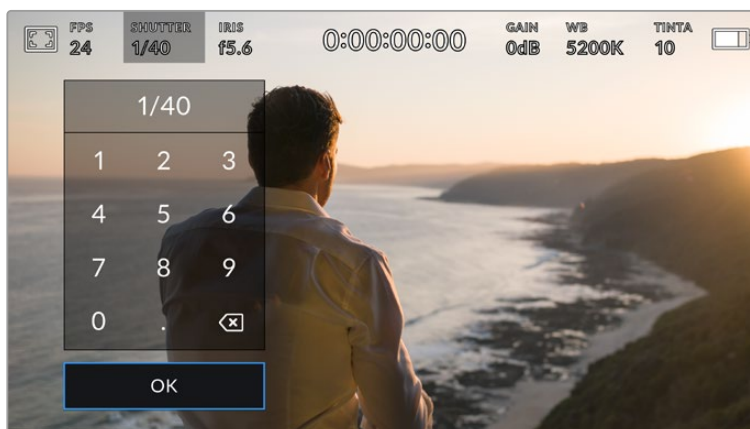 FPS SHUTTER IRIS GAIN WB TINTA
24 1/40 f5.6 0:00:00:00 0dB 5200K 10
1/40
1 2 3
4 5 6
7 8 9
0 .
OK